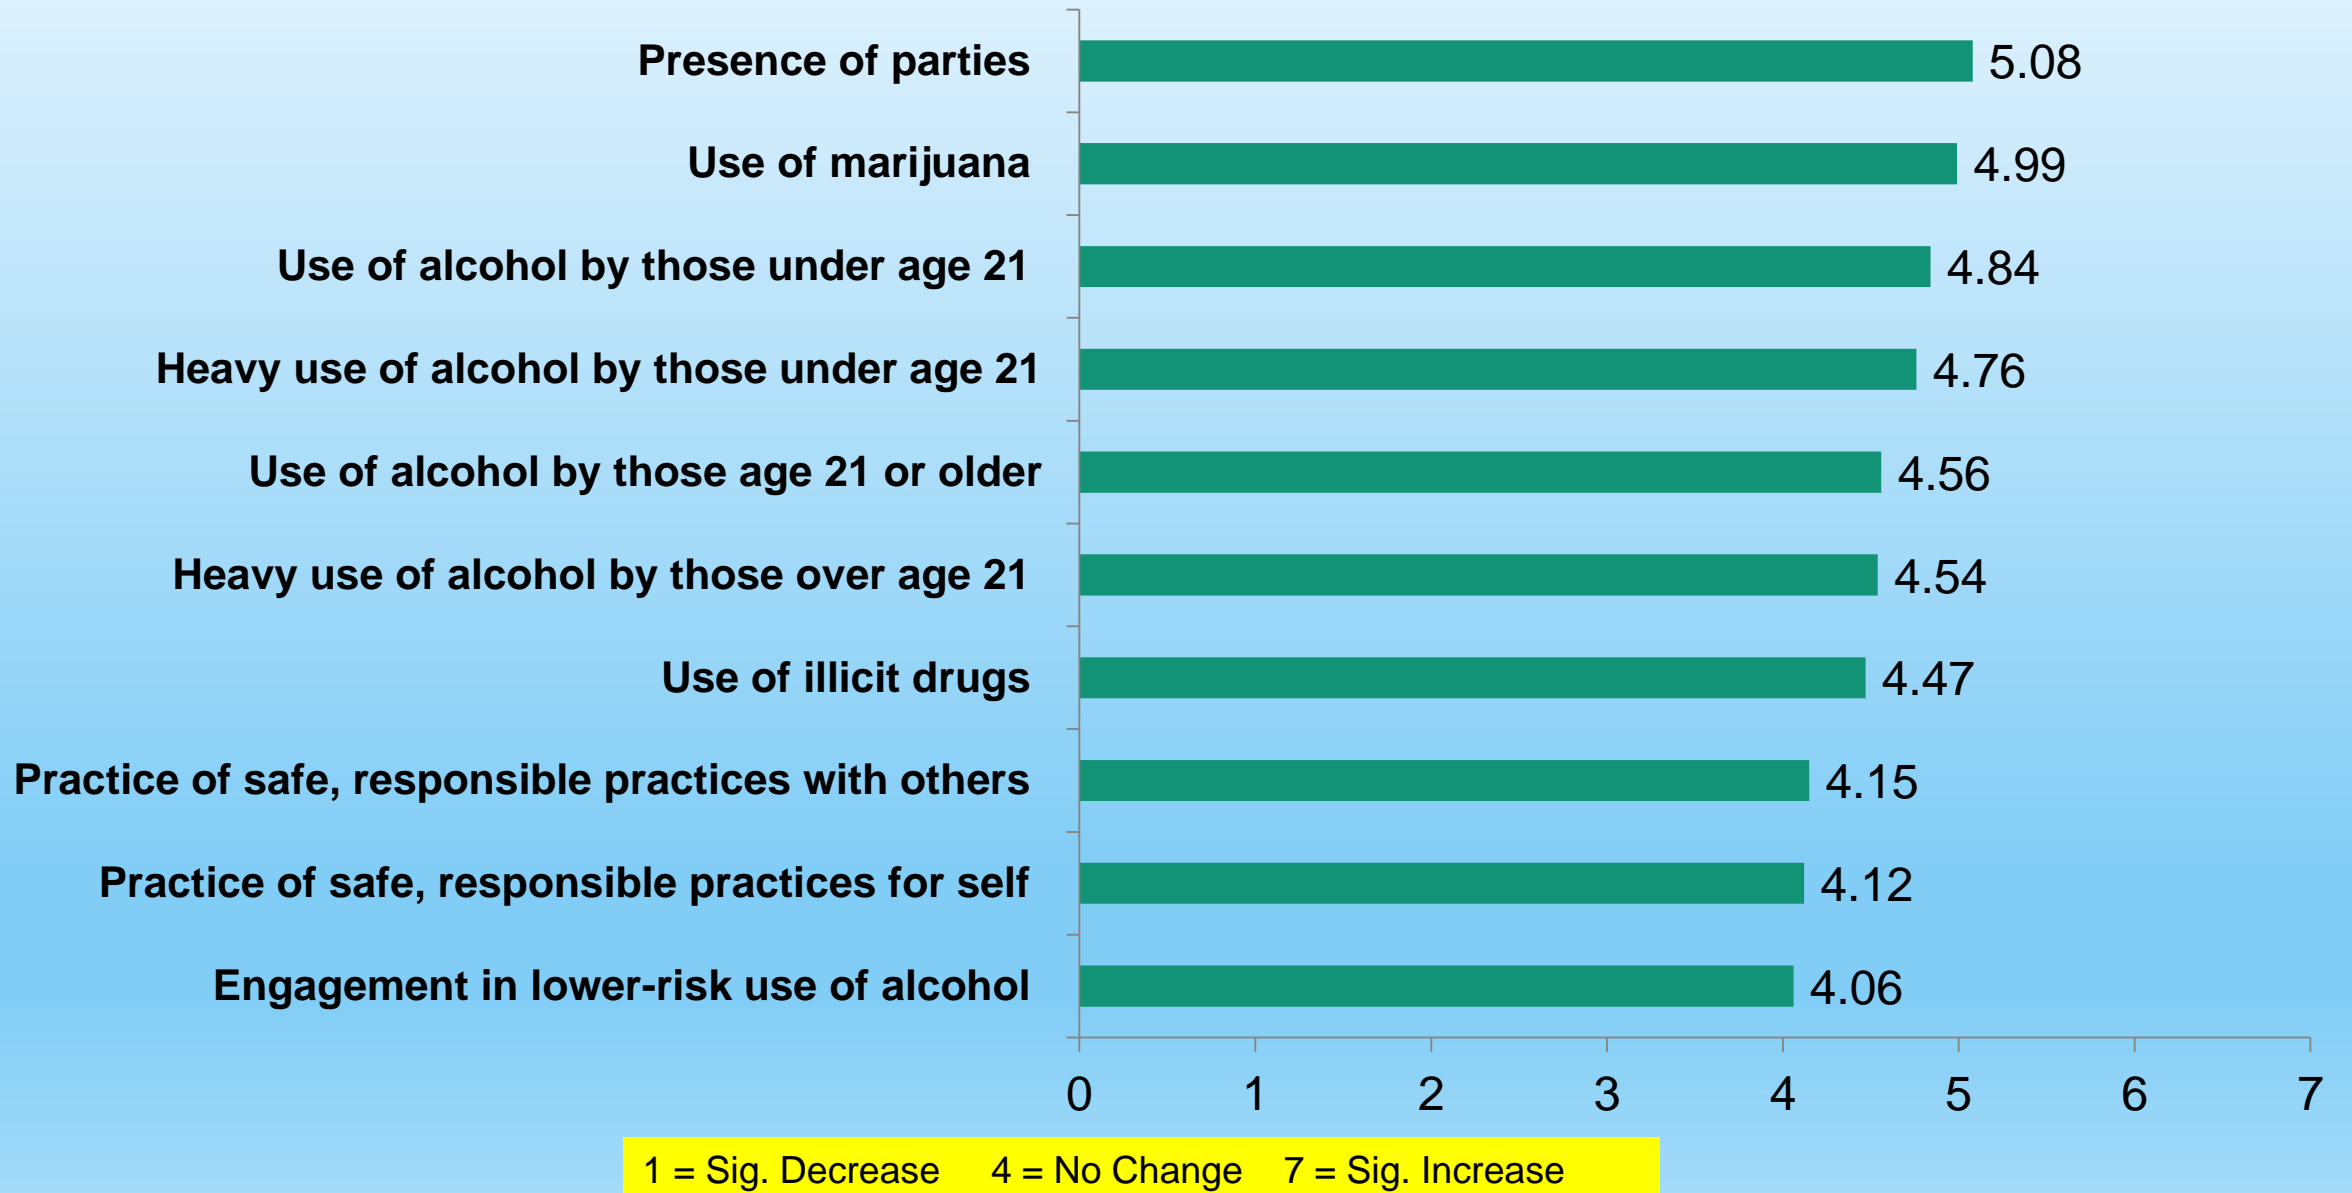 Presence of parties 5.08
Use of marijuana 4.99
Use of alcohol by those under age 21 4.84
Heavy use of alcohol by those under age 21 4.76
Use of alcohol by those age 21 or older 4.56
Heavy use of alcohol by those over age 21 4.54
Use of illicit drugs 4.47
Practice of safe, responsible practices with others 4.15
Practice of safe, responsible practices for self 4.12
Engagement in lower-risk use of alcohol 4.06
0 1 2 3 4 5 6 7
1 = Sig. Decrease 4 = No Change 7 = Sig. Increase